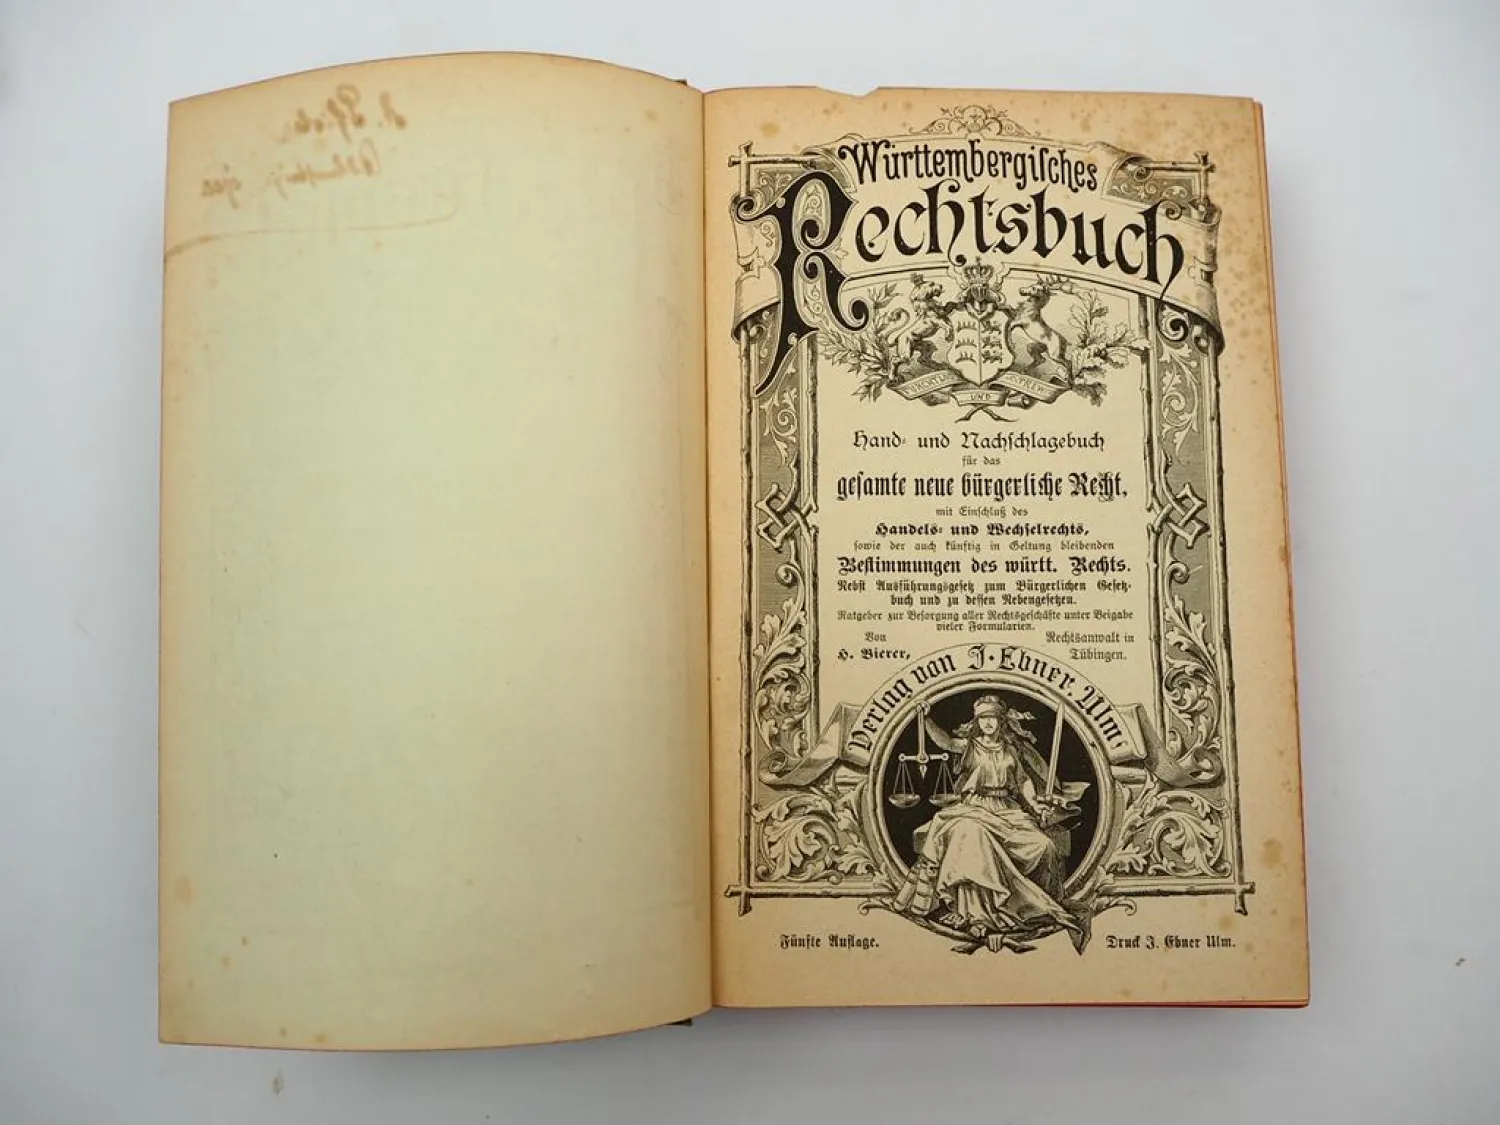 Württembergisches
Rechtsbuch
UND
Hand- und Nachschlagebuch
für das
gesamte neue bürgerliche Recht,
mit Einschluß des
Handels- und Wechselrechts,
sowie der auch künftig in Geltung bleibenden
Bestimmungen des württ. Rechts.
Nebst Ausführungsgesetz zum Bürgerlichen Gesetz-
buch und zu dessen Nebengesetzen.
Ratgeber zur Besorgung aller Rechtsgeschäfte unter Beigabe
vieler Formularien.
Von Rechtsanwalt in
H. Bierer, Tübingen.
Verlag von J. Ebner, Ulm
Fünfte Auflage. Druck J. Ebner Ulm.